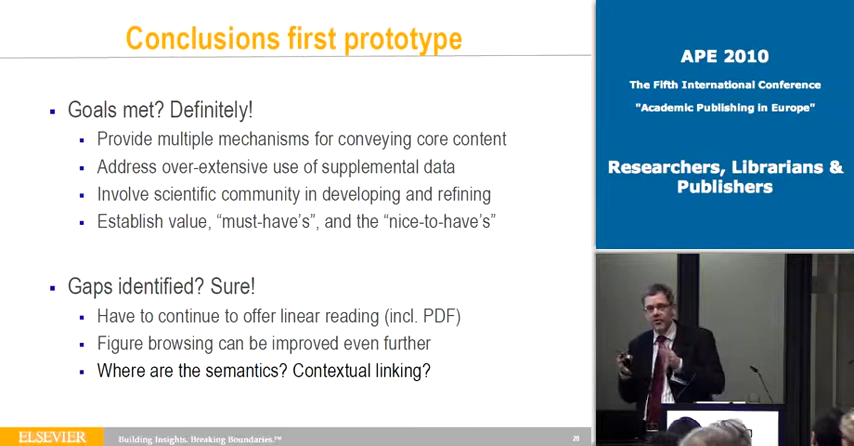 Conclusions first prototype
Goals met? Definitely!
Provide multiple mechanisms for conveying core content
Address over-extensive use of supplemental data
Involve scientific community in developing and refining
Establish value, “must-have’s”, and the “nice-to-have’s”
Gaps identified? Sure!
Have to continue to offer linear reading (incl. PDF)
Figure browsing can be improved even further
Where are the semantics? Contextual linking?
ELSEVIER
Building Insights. Breaking Boundaries.™
28
APE 2010
The Fifth International Conference
"Academic Publishing in Europe"
Researchers, Librarians &
Publishers